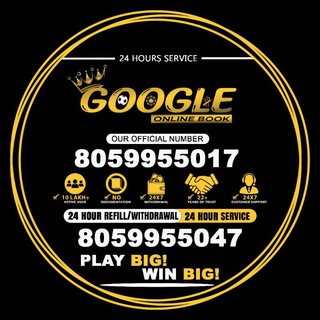 24 HOURS SERVICE
GOOGLE
ONLINE BOOK
OUR OFFICIAL NUMBER
8059955017
10 LAKH+ ACTIVE USER
NO DOCUMENTATION
24X7 WITHDRAWAL
22+ YEARS OF TRUST
24X7 CUSTOMER SUPPORT
24 HOUR REFILL/WITHDRAWAL 24 HOUR SERVICE
8059955047
PLAY BIG!
WIN BIG!